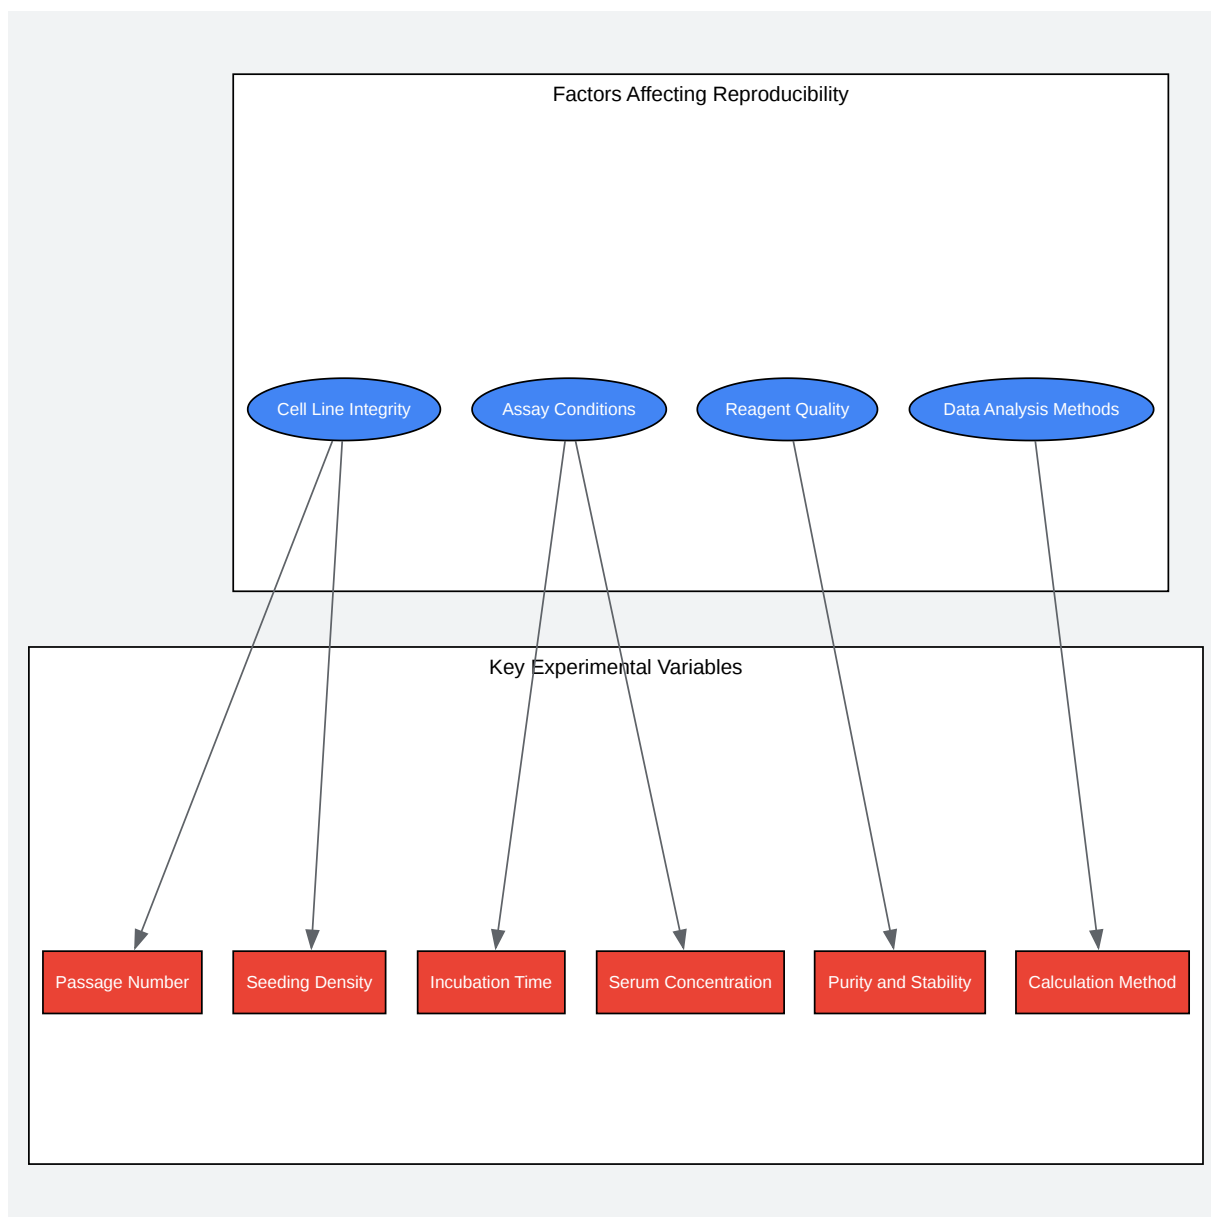 Factors Affecting Reproducibility
Cell Line Integrity
Assay Conditions
Reagent Quality
Data Analysis Methods
Key Experimental Variables
Passage Number
Seeding Density
Incubation Time
Serum Concentration
Purity and Stability
Calculation Method